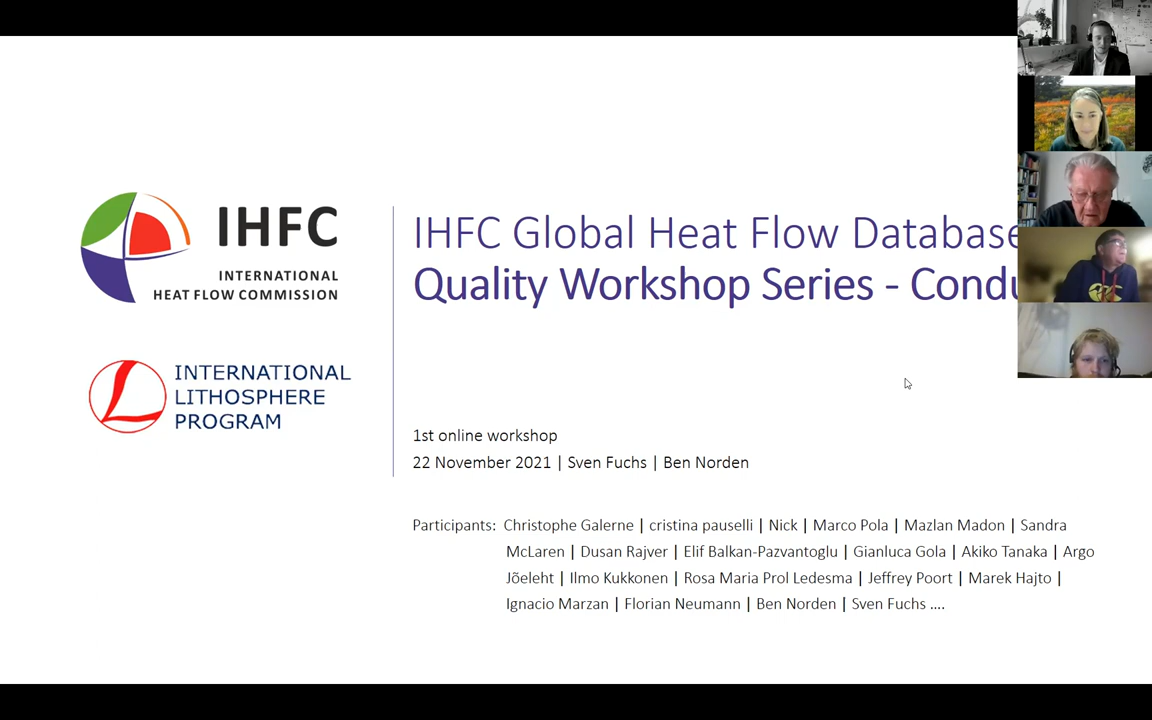 IHFC
INTERNATIONAL
HEAT FLOW COMMISSION
INTERNATIONAL
LITHOSPHERE
PROGRAM
IHFC Global Heat Flow Database
Quality Workshop Series - Condu
1st online workshop
22 November 2021 | Sven Fuchs | Ben Norden
Participants: Christophe Galerne | cristina pauselli | Nick | Marco Pola | Mazlan Madon | Sandra
McLaren | Dusan Rajver | Elif Balkan-Pazvantoglu | Gianluca Gola | Akiko Tanaka | Argo
Jõeleht | Ilmo Kukkonen | Rosa Maria Prol Ledesma | Jeffrey Poort | Marek Hajto |
Ignacio Marzan | Florian Neumann | Ben Norden | Sven Fuchs ....